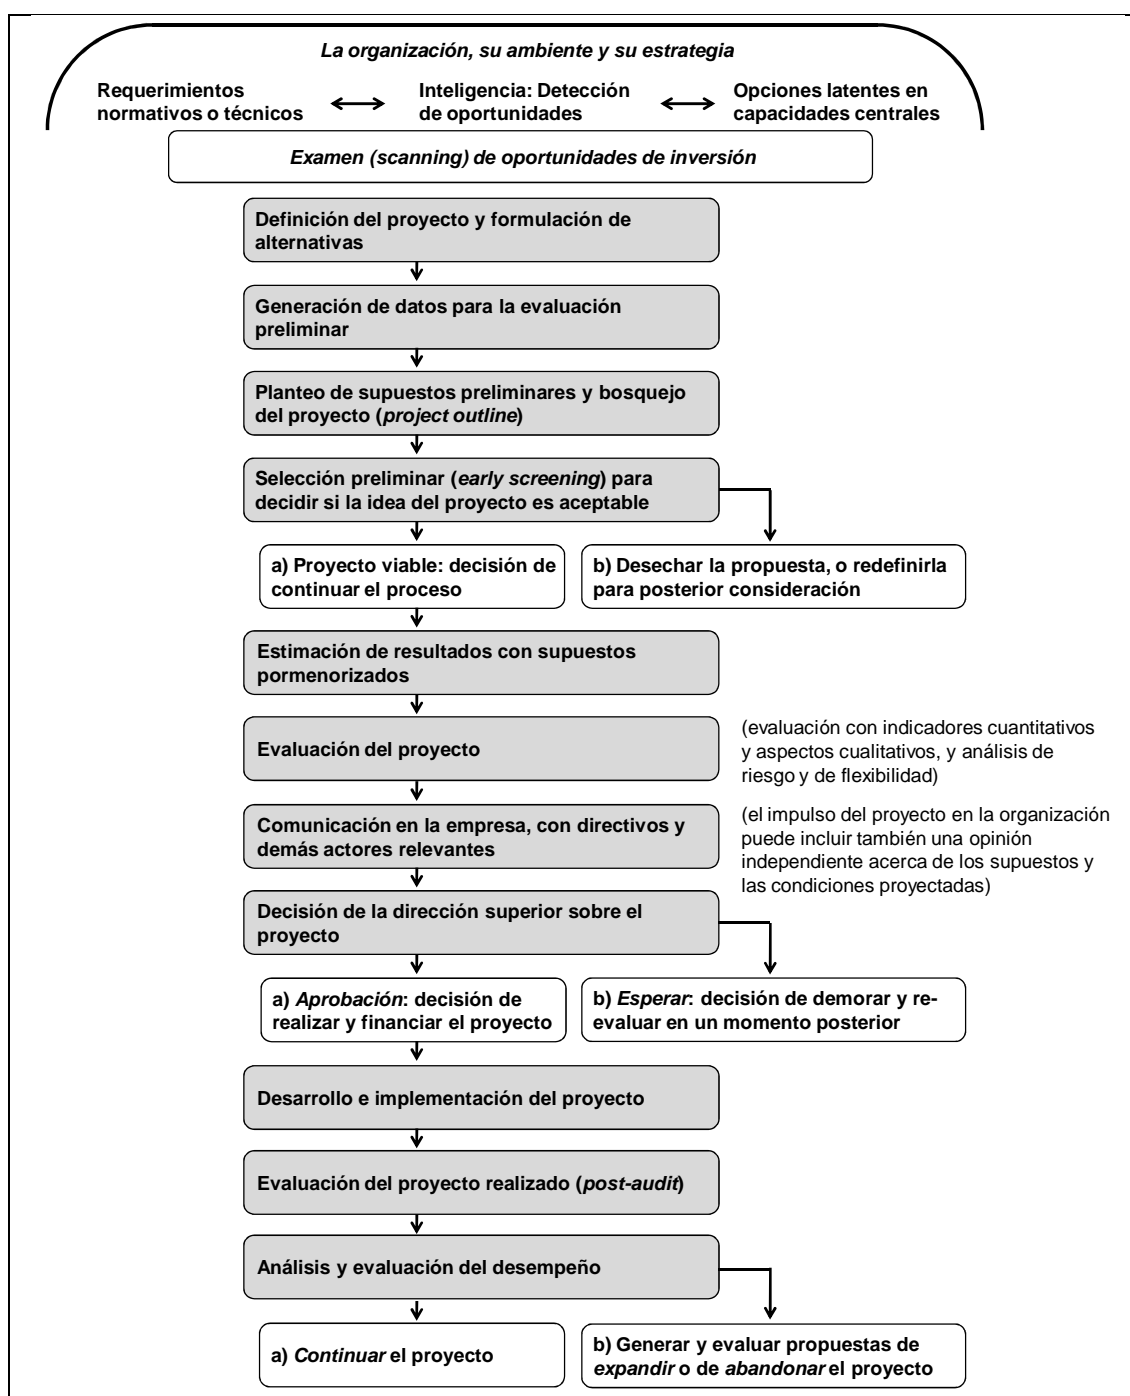 La organización, su ambiente y su estrategia
Requerimientos
normativos o técnicos
Inteligencia: Detección
de oportunidades
Opciones latentes en
capacidades centrales
Examen (scanning) de oportunidades de inversión
Definición del proyecto y formulación de
alternativas
Generación de datos para la evaluación
preliminar
Planteo de supuestos preliminares y bosquejo
del proyecto (project outline)
Selección preliminar (early screening) para
decidir si la idea del proyecto es aceptable
a) Proyecto viable: decisión de
continuar el proceso
b) Desechar la propuesta, o redefinirla
para posterior consideración
Estimación de resultados con supuestos
pormenorizados
Evaluación del proyecto
(evaluación con indicadores cuantitativos
y aspectos cualitativos, y análisis de
riesgo y de flexibilidad)
Comunicación en la empresa, con directivos y
demás actores relevantes
(el impulso del proyecto en la organización
puede incluir también una opinión
independiente acerca de los supuestos y
las condiciones proyectadas)
Decisión de la dirección superior sobre el
proyecto
a) Aprobación: decisión de
realizar y financiar el proyecto
b) Esperar: decisión de demorar y re-
evaluar en un momento posterior
Desarrollo e implementación del proyecto
Evaluación del proyecto realizado (post-audit)
Análisis y evaluación del desempeño
a) Continuar el proyecto
b) Generar y evaluar propuestas de
expandir o de abandonar el proyecto